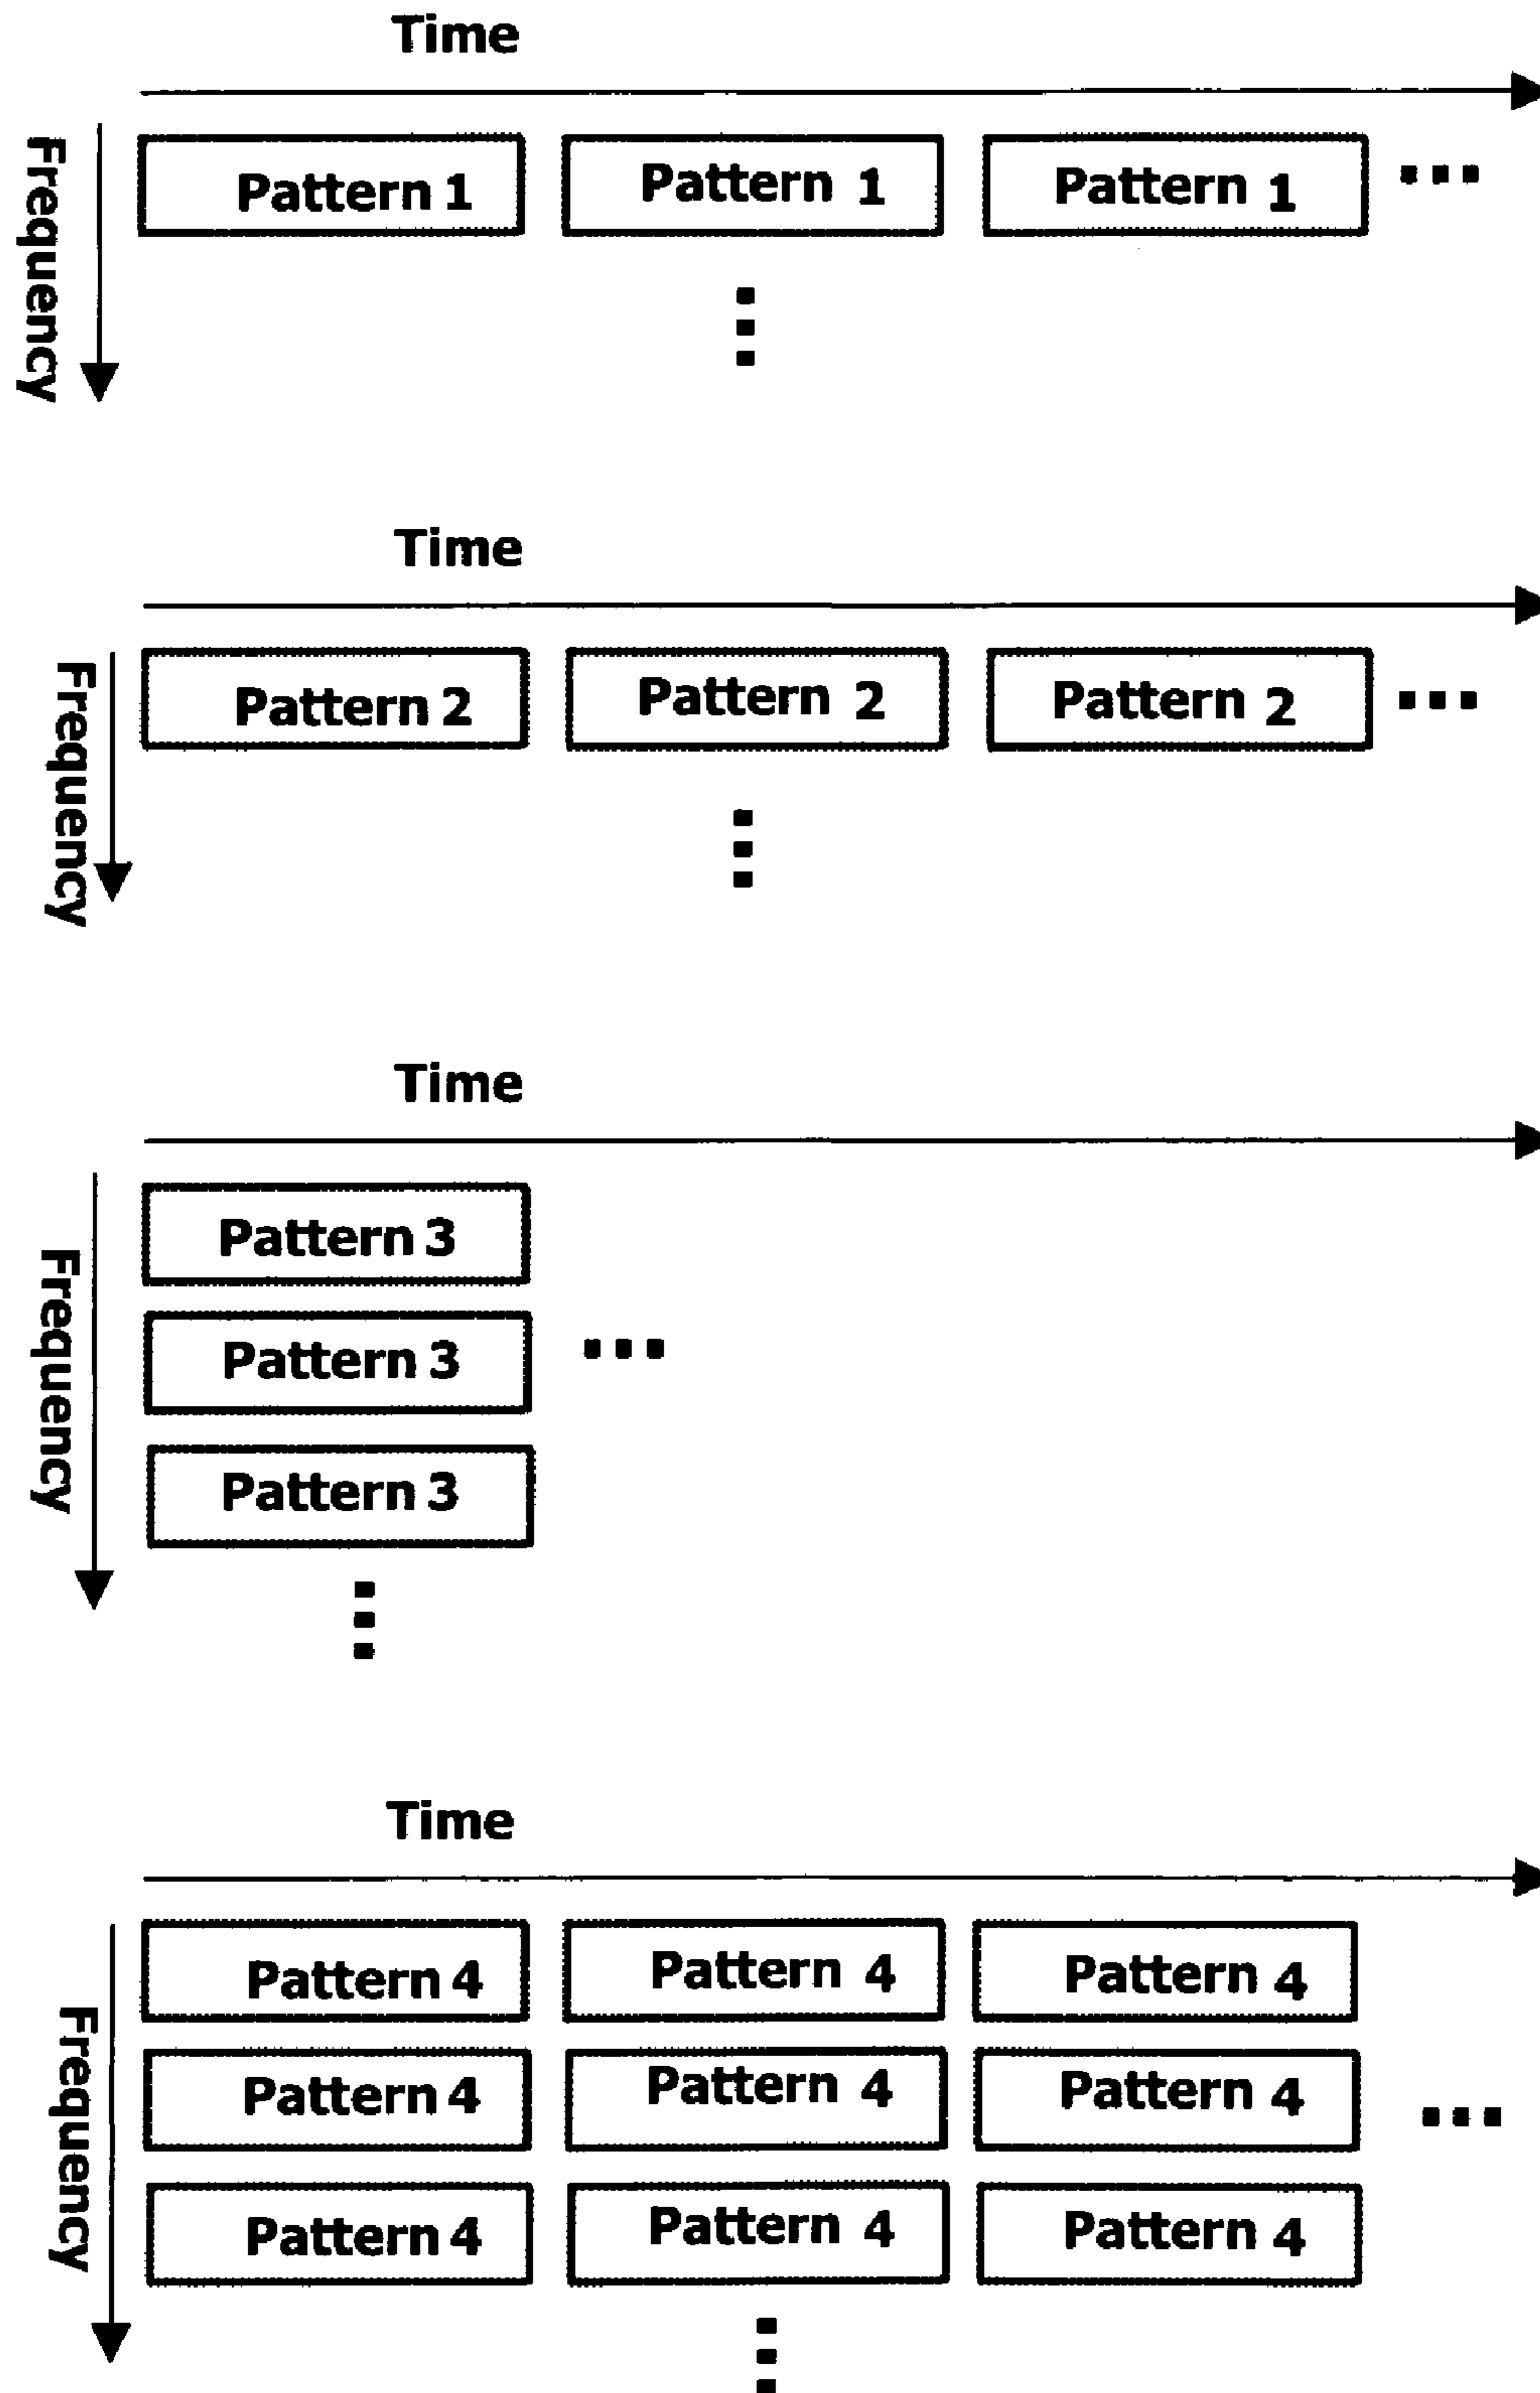 Time
Frequency
Pattern 1 Pattern 1 Pattern 1 ...
Time
Frequency
Pattern 2 Pattern 2 Pattern 2 ...
Time
Frequency
Pattern 3
Pattern 3 ...
Pattern 3
Time
Frequency
Pattern 4 Pattern 4 Pattern 4
Pattern 4 Pattern 4 Pattern 4 ...
Pattern 4 Pattern 4 Pattern 4